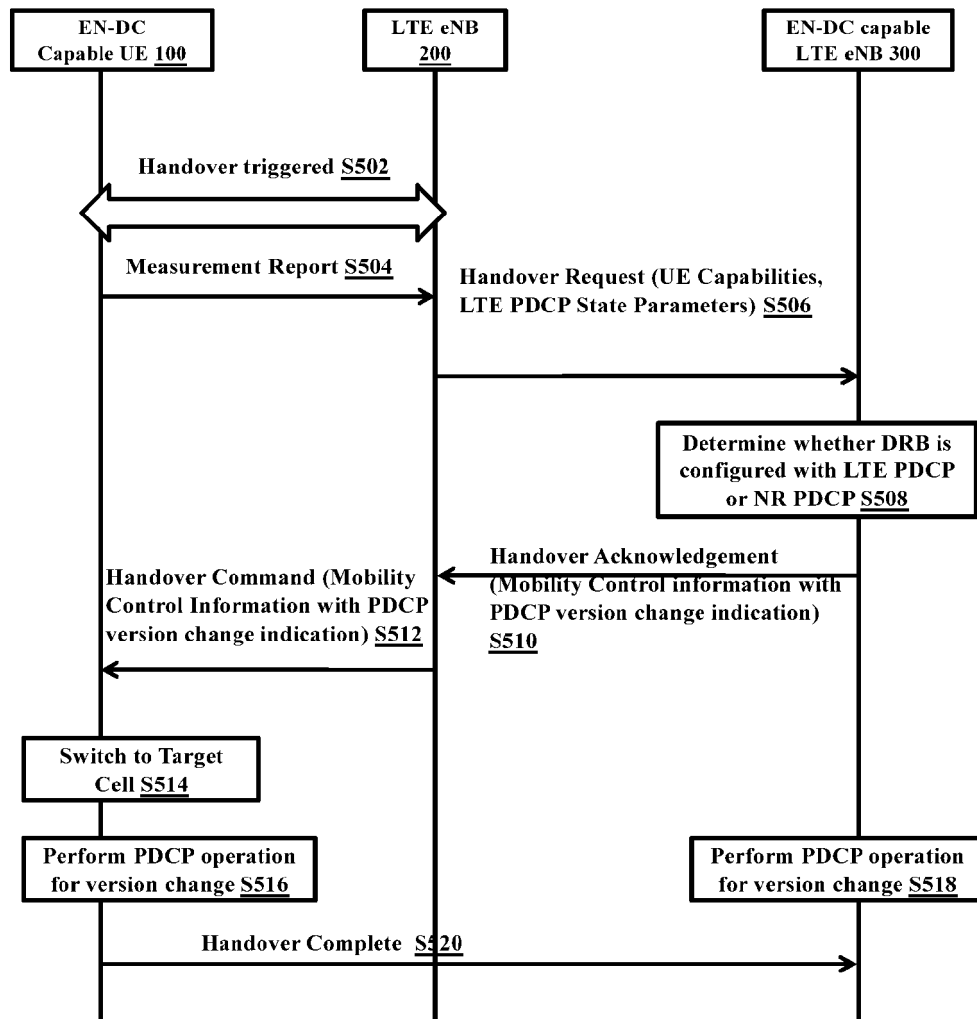 EN-DC
Capable UE 100
LTE eNB
200
EN-DC capable
LTE eNB 300
Handover triggered S502
Measurement Report S504
Handover Request (UE Capabilities,
LTE PDCP State Parameters) S506
Determine whether DRB is
configured with LTE PDCP
or NR PDCP S508
Handover Acknowledgement
(Mobility Control information with
PDCP version change indication)
S510
Handover Command (Mobility
Control Information with PDCP
version change indication) S512
Switch to Target
Cell S514
Perform PDCP operation
for version change S516
Perform PDCP operation
for version change S518
Handover Complete S520